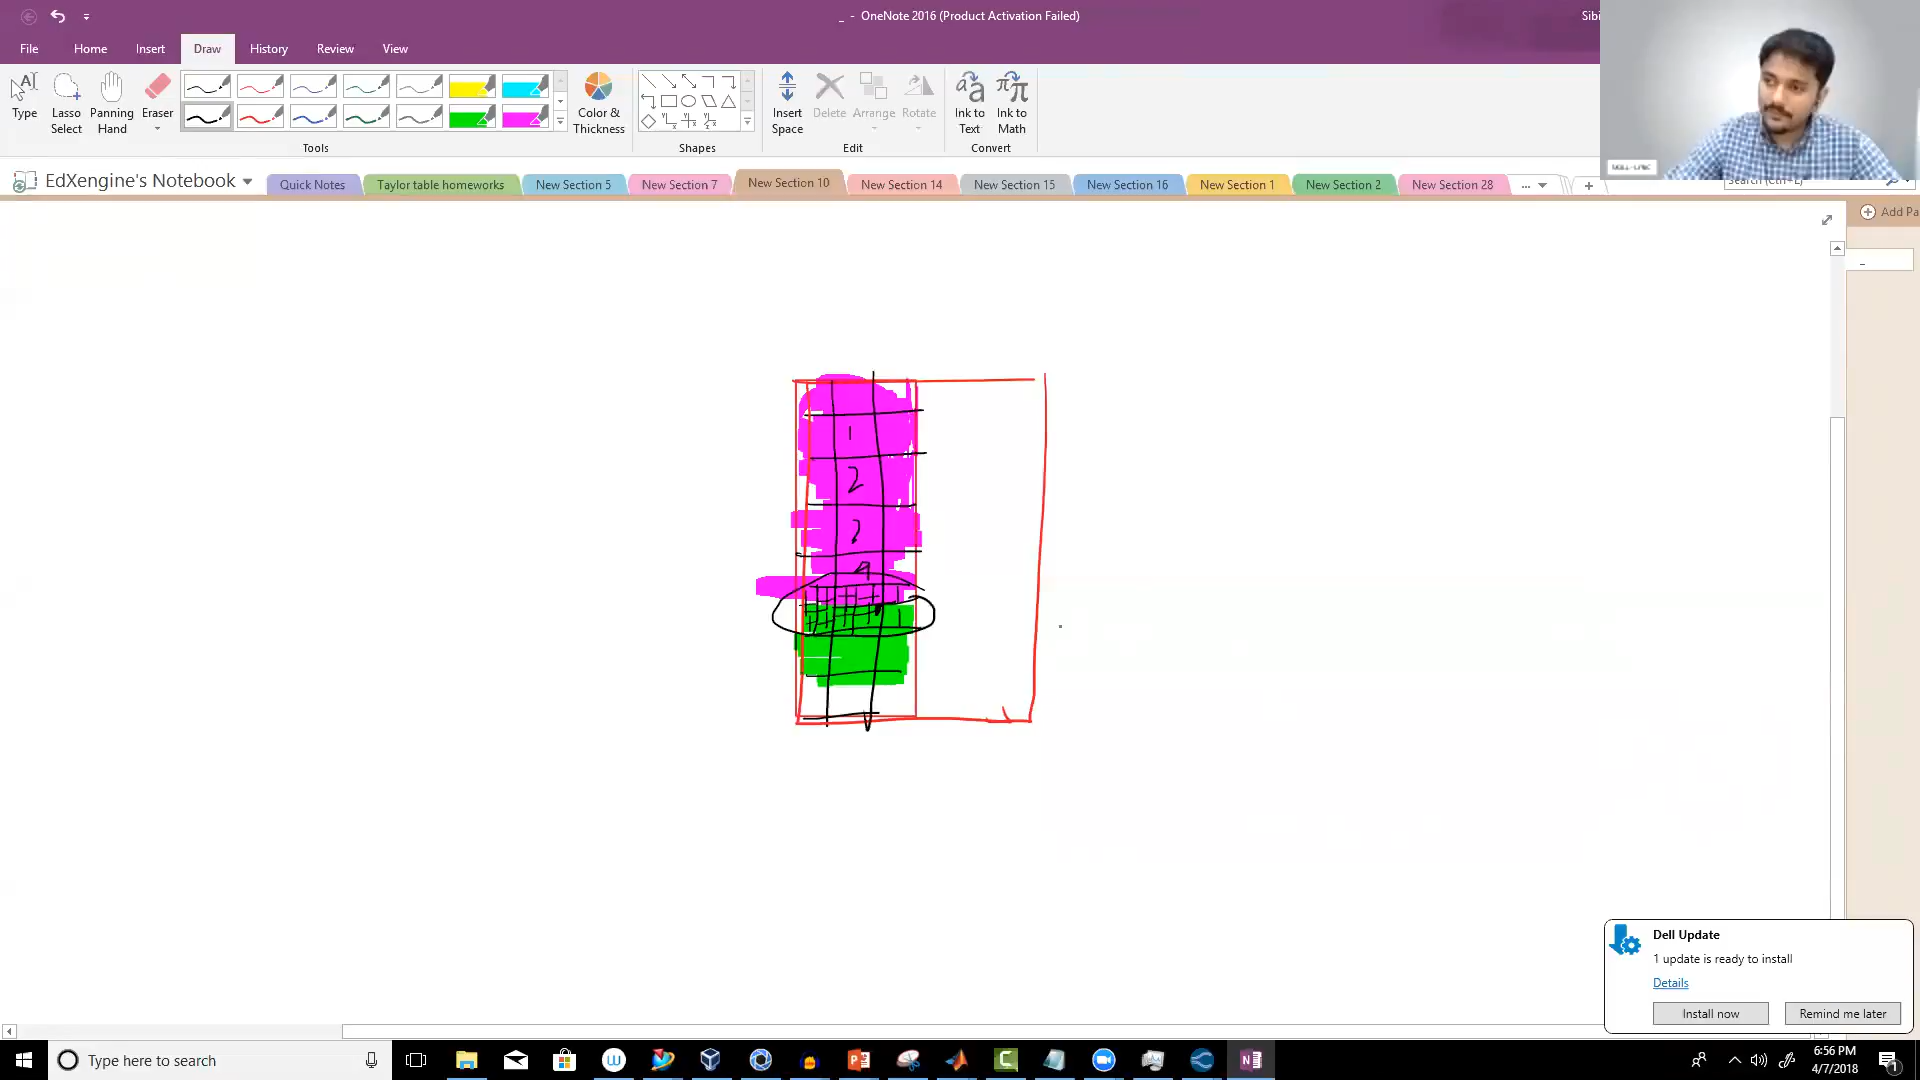 _ - OneNote 2016 (Product Activation Failed)
Sibi
File Home Insert Draw History Review View
Type
Lasso Select
Panning Hand
Eraser
Color & Thickness
Insert Space
Delete
Arrange
Rotate
Ink to Text
Ink to Math
Tools
Shapes
Edit
Convert
EdXengine's Notebook
Quick Notes
Taylor table homeworks
New Section 5
New Section 7
New Section 10
New Section 14
New Section 15
New Section 16
New Section 1
New Section 2
New Section 28
...
Search (Ctrl+E)
Add Pa
_
1
2
Dell Update
1 update is ready to install
Details
Install now
Remind me later
Type here to search
6:56 PM
4/7/2018